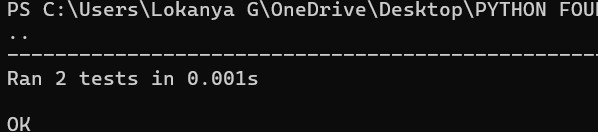 PS C:\Users\Lokanya G\OneDrive\Desktop\PYTHON FOU
..
----------------------------------------------------------------------
Ran 2 tests in 0.001s
OK